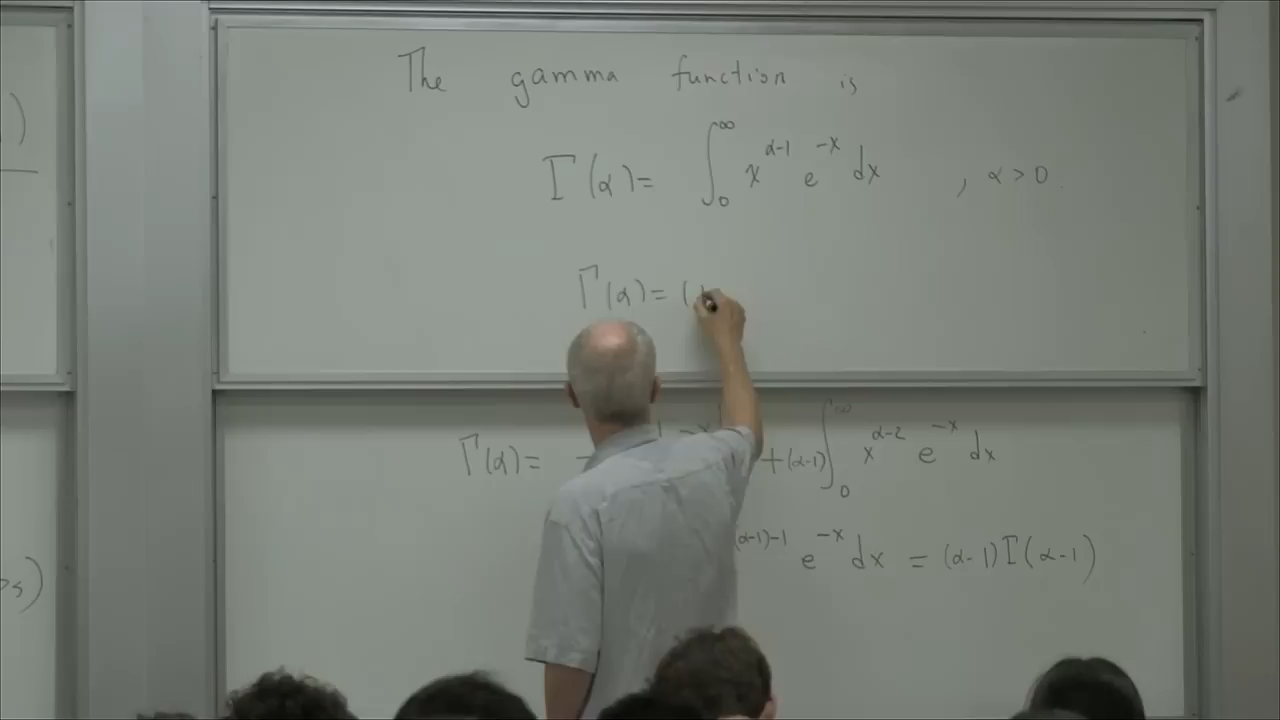 )
The gamma function is
Γ(α) = ∫₀^∞ x^(α-1) e^(-x) dx , α > 0
Γ(α) = (
Γ(α) = - + (α-1) ∫₀^∞ x^(α-2) e^(-x) dx
(α-1)-1 e^(-x) dx = (α-1) Γ(α-1)
s)